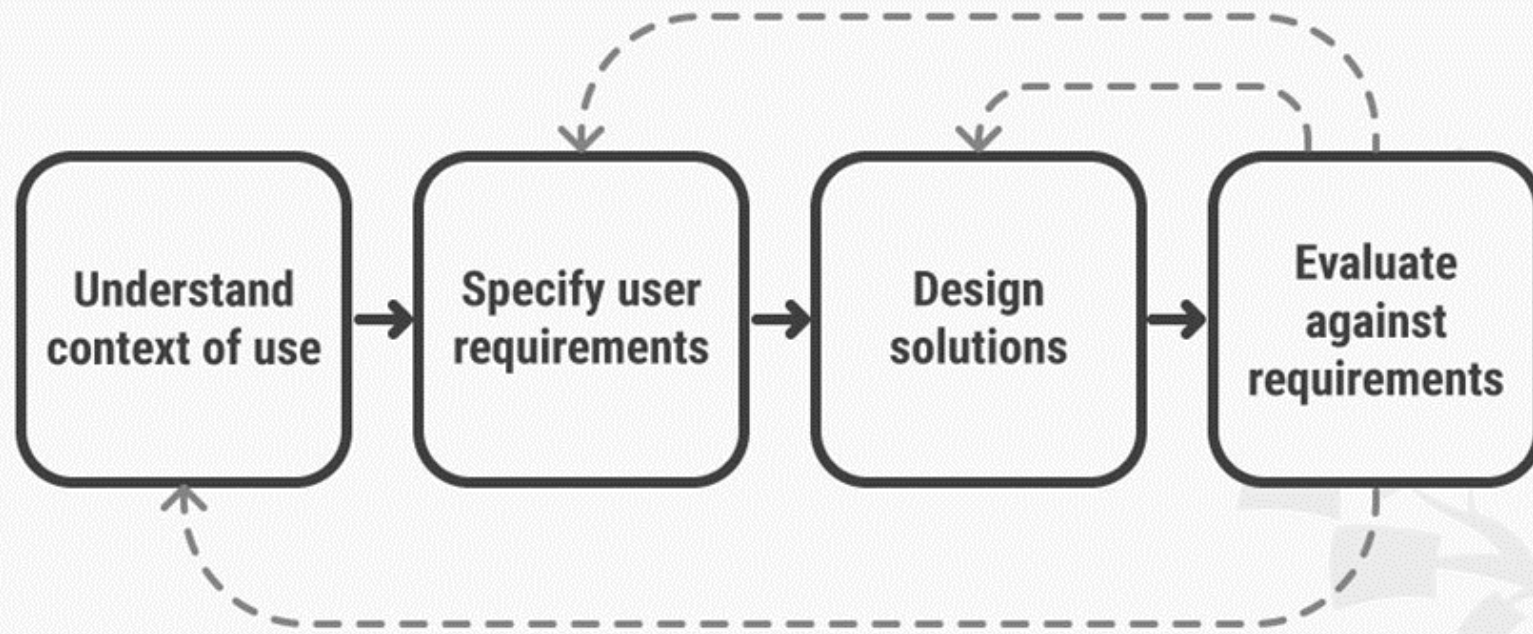 Understand
context of use
Specify user
requirements
Design
solutions
Evaluate
against
requirements